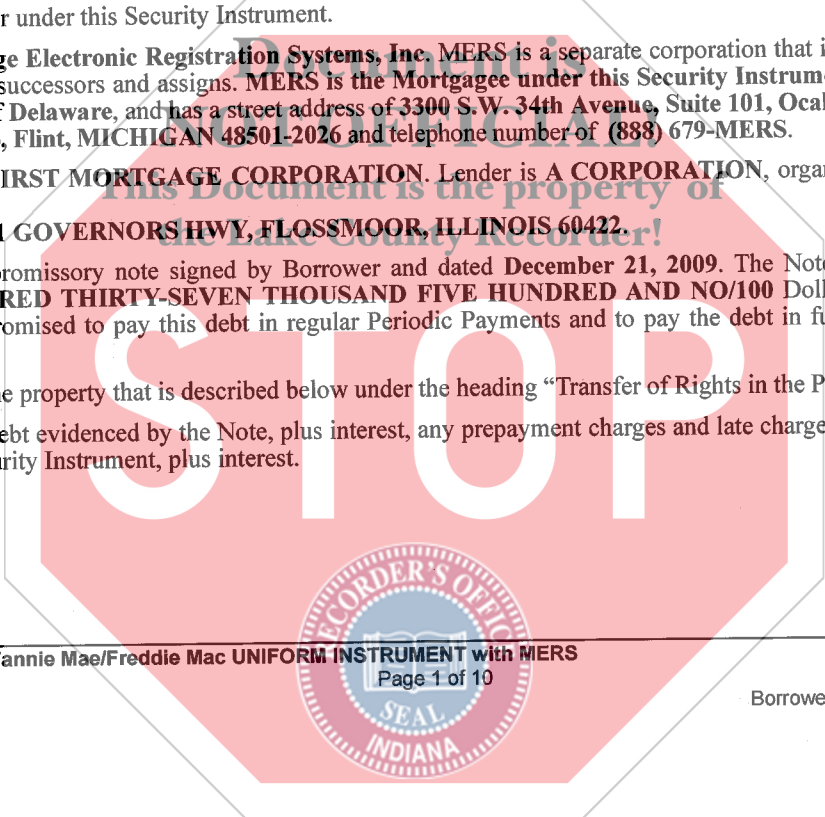 r under this Security Instrument.
ge Electronic Registration Systems, Inc. MERS is a separate corporation that i
successors and assigns. MERS is the Mortgagee under this Security Instrum
f Delaware, and has a street address of 3300 S.W. 34th Avenue, Suite 101, Ocal
, Flint, MICHIGAN 48501-2026 and telephone number of (888) 679-MERS.
IRST MORTGAGE CORPORATION. Lender is A CORPORATION, organ
1 GOVERNORS HWY, FLOSSMOOR, ILLINOIS 60422.
promissory note signed by Borrower and dated December 21, 2009. The Note
RED THIRTY-SEVEN THOUSAND FIVE HUNDRED AND NO/100 Doll
omised to pay this debt in regular Periodic Payments and to pay the debt in fu
e property that is described below under the heading “Transfer of Rights in the P
ebt evidenced by the Note, plus interest, any prepayment charges and late charge
urity Instrument, plus interest.
Document is
NOT OFFICIAL!
This Document is the property of
the Lake County Recorder!
STOP
RECORDER'S OFFIC
SEAL
INDIANA
annie Mae/Freddie Mac UNIFORM INSTRUMENT with MERS
Page 1 of 10
Borrowe